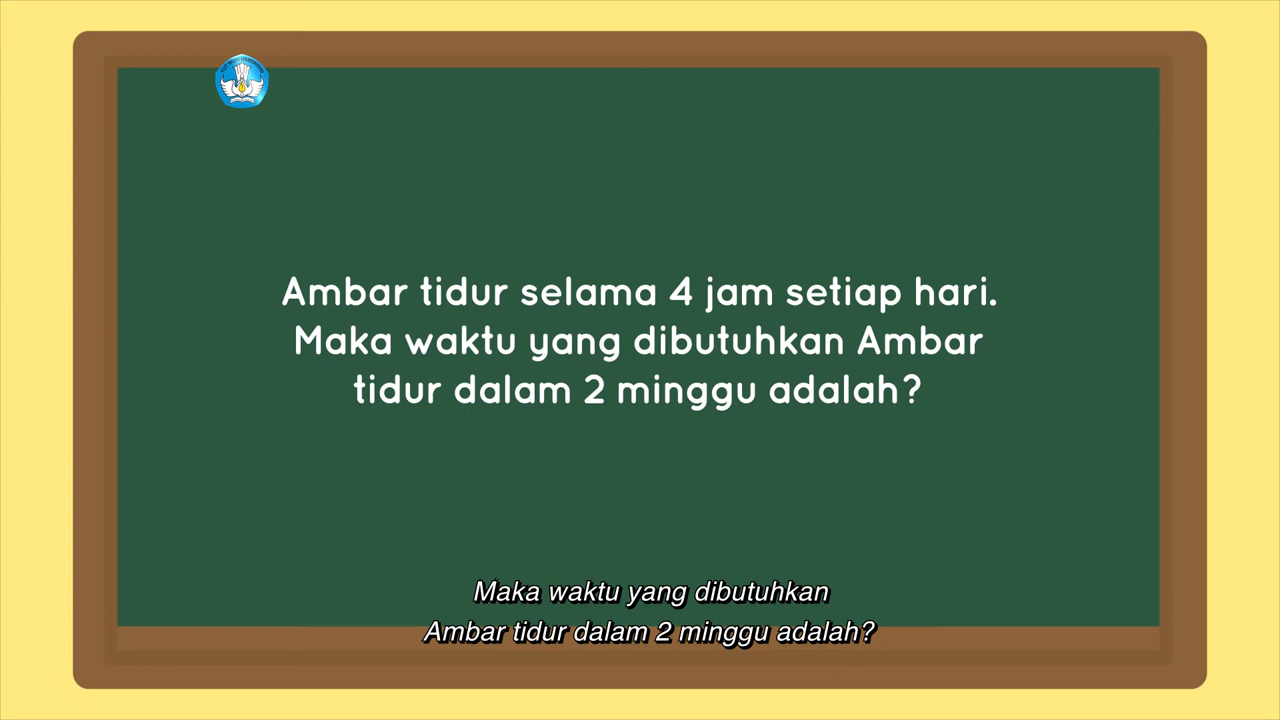 Ambar tidur selama 4 jam setiap hari.
Maka waktu yang dibutuhkan Ambar
tidur dalam 2 minggu adalah?
Maka waktu yang dibutuhkan
Ambar tidur dalam 2 minggu adalah?